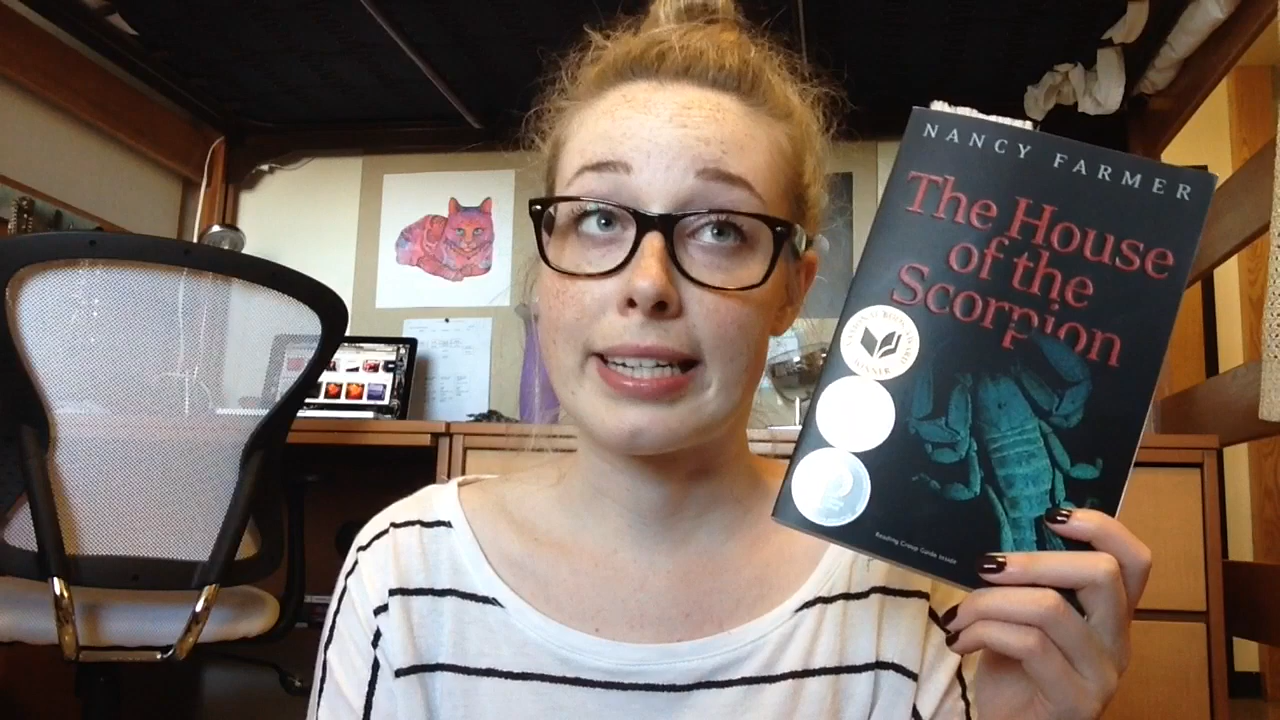 NANCY FARMER
The House
of the
Scorpion
NATIONAL BOOK AWARD
WINNER
Reading Group Guide Inside